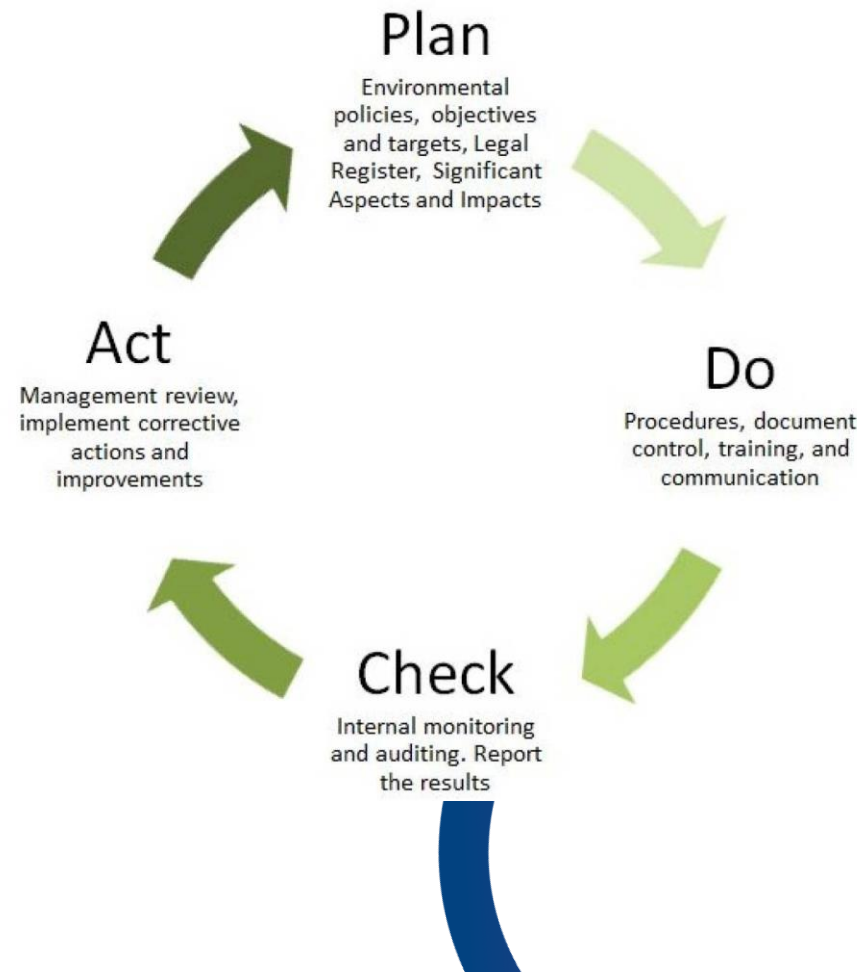 Plan
Environmental
policies, objectives
and targets, Legal
Register, Significant
Aspects and Impacts
Do
Procedures, document
control, training, and
communication
Check
Internal monitoring
and auditing. Report
the results
Act
Management review,
implement corrective
actions and
improvements